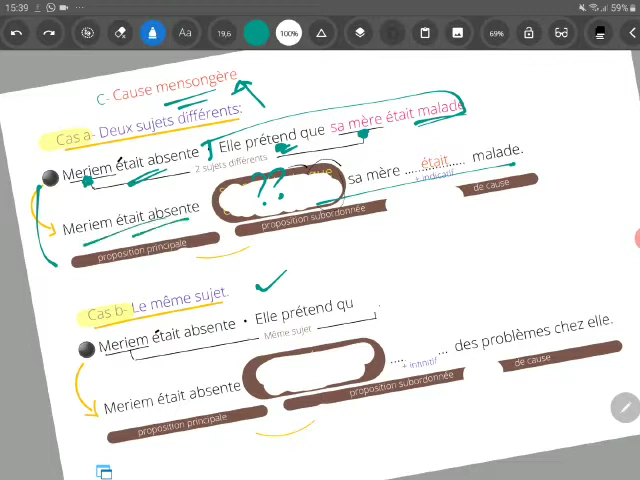 15:39 59%
Aa 19,6 100% 69%
C- Cause mensongère
Cas a- Deux sujets différents:
Meriem était absente • Elle prétend que sa mère était malade
2 sujets différents
Meriem était absente ?? sa mère ... était ... malade.
+ indicatif
proposition principale proposition subordonnée de cause
Cas b- Le même sujet.
Meriem était absente • Elle prétend qu
Même sujet
Meriem était absente .... ... des problèmes chez elle.
+ infinitif
proposition principale proposition subordonnée de cause